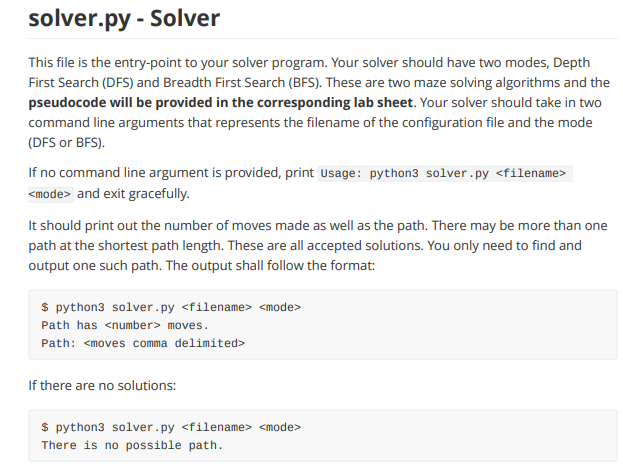 solver.py - Solver
This file is the entry-point to your solver program. Your solver should have two modes, Depth
First Search (DFS) and Breadth First Search (BFS). These are two maze solving algorithms and the
pseudocode will be provided in the corresponding lab sheet. Your solver should take in two
command line arguments that represents the filename of the configuration file and the mode
(DFS or BFS).
If no command line argument is provided, print Usage: python3 solver.py <filename>
<mode> and exit gracefully.
It should print out the number of moves made as well as the path. There may be more than one
path at the shortest path length. These are all accepted solutions. You only need to find and
output one such path. The output shall follow the format:
$ python3 solver.py <filename> <mode>
Path has <number> moves.
Path: <moves comma delimited>
If there are no solutions:
$ python3 solver.py <filename> <mode>
There is no possible path.